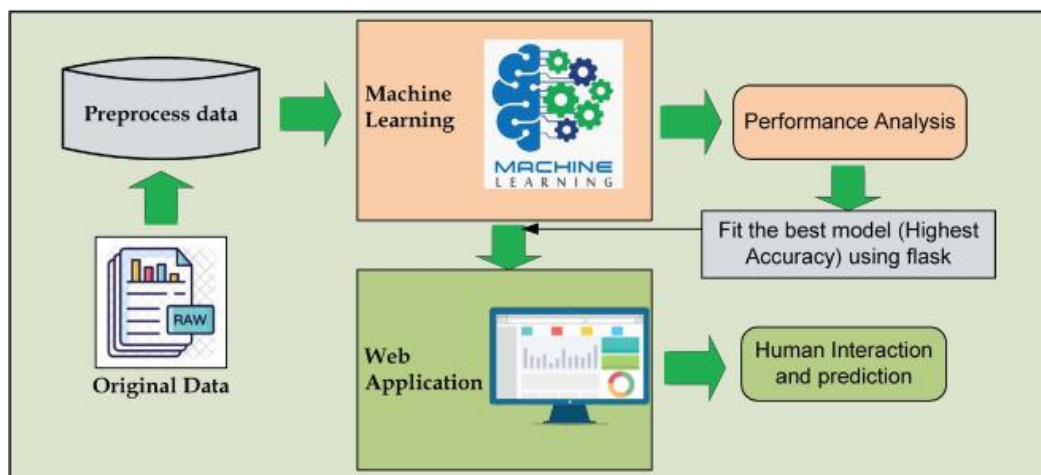 Preprocess data
Machine
Learning
MACHINE
LEARNING
Performance Analysis
Fit the best model (Highest
Accuracy) using flask
RAW
Original Data
Web
Application
Human Interaction
and prediction